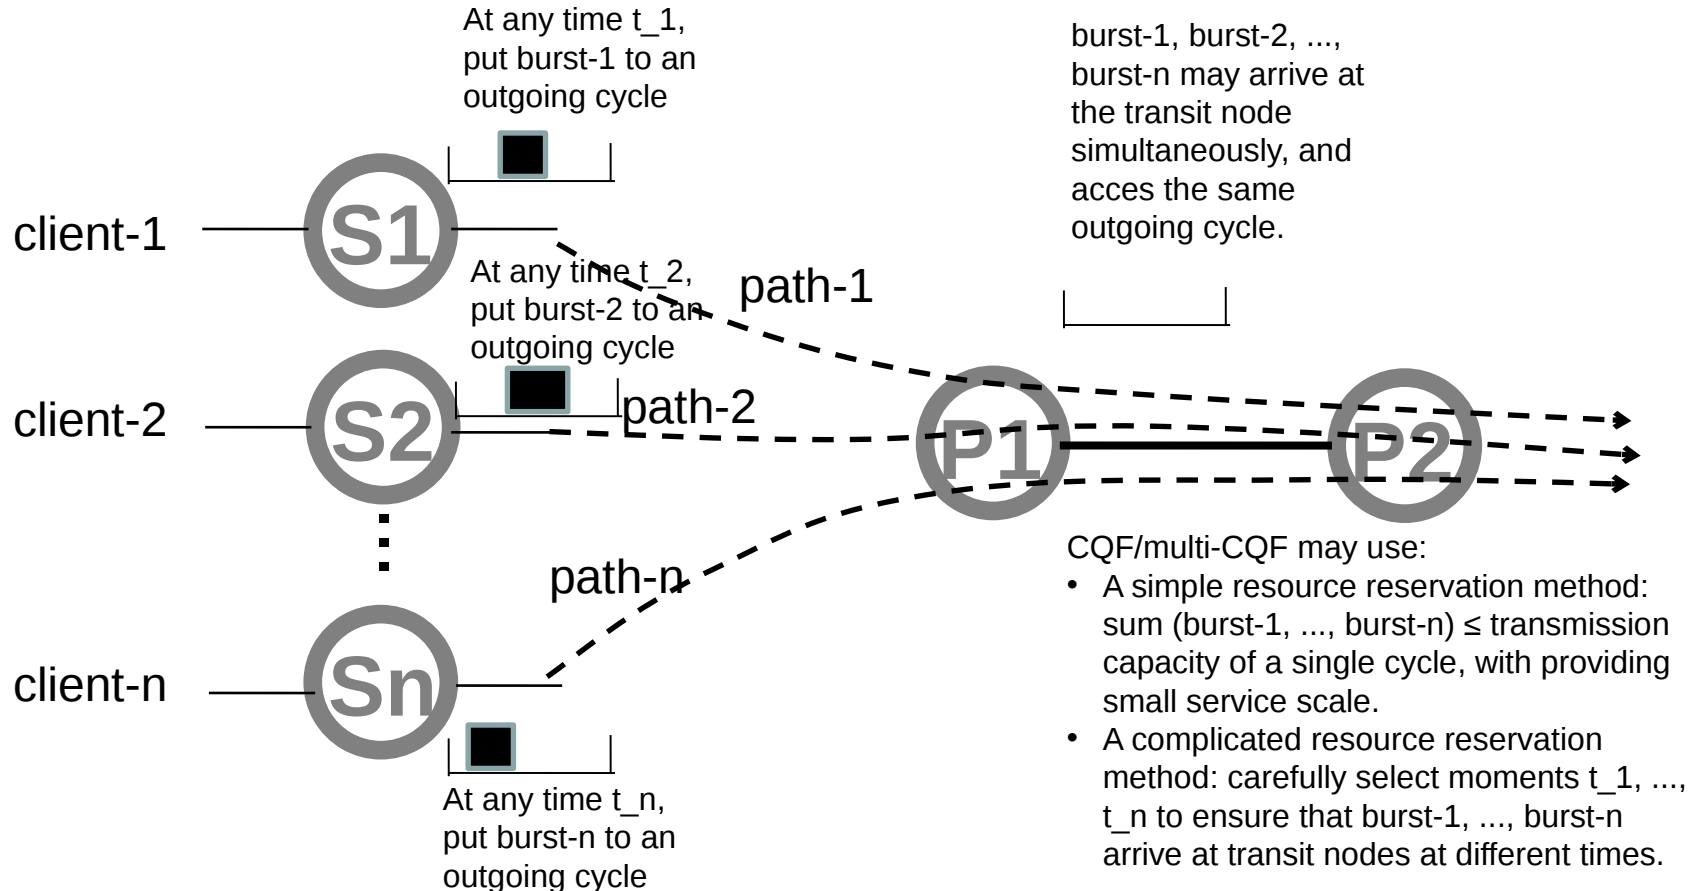 At any time t_1,
put burst-1 to an
outgoing cycle
burst-1, burst-2, ...,
burst-n may arrive at
the transit node
simultaneously, and
acces the same
outgoing cycle.
client-1
S1
At any time t_2,
put burst-2 to an
outgoing cycle
path-1
client-2
S2
path-2
P1
P2
path-n
client-n
Sn
At any time t_n,
put burst-n to an
outgoing cycle
CQF/multi-CQF may use:
• A simple resource reservation method:
sum (burst-1, ..., burst-n) ≤ transmission
capacity of a single cycle, with providing
small service scale.
• A complicated resource reservation
method: carefully select moments t_1, ...,
t_n to ensure that burst-1, ..., burst-n
arrive at transit nodes at different times.